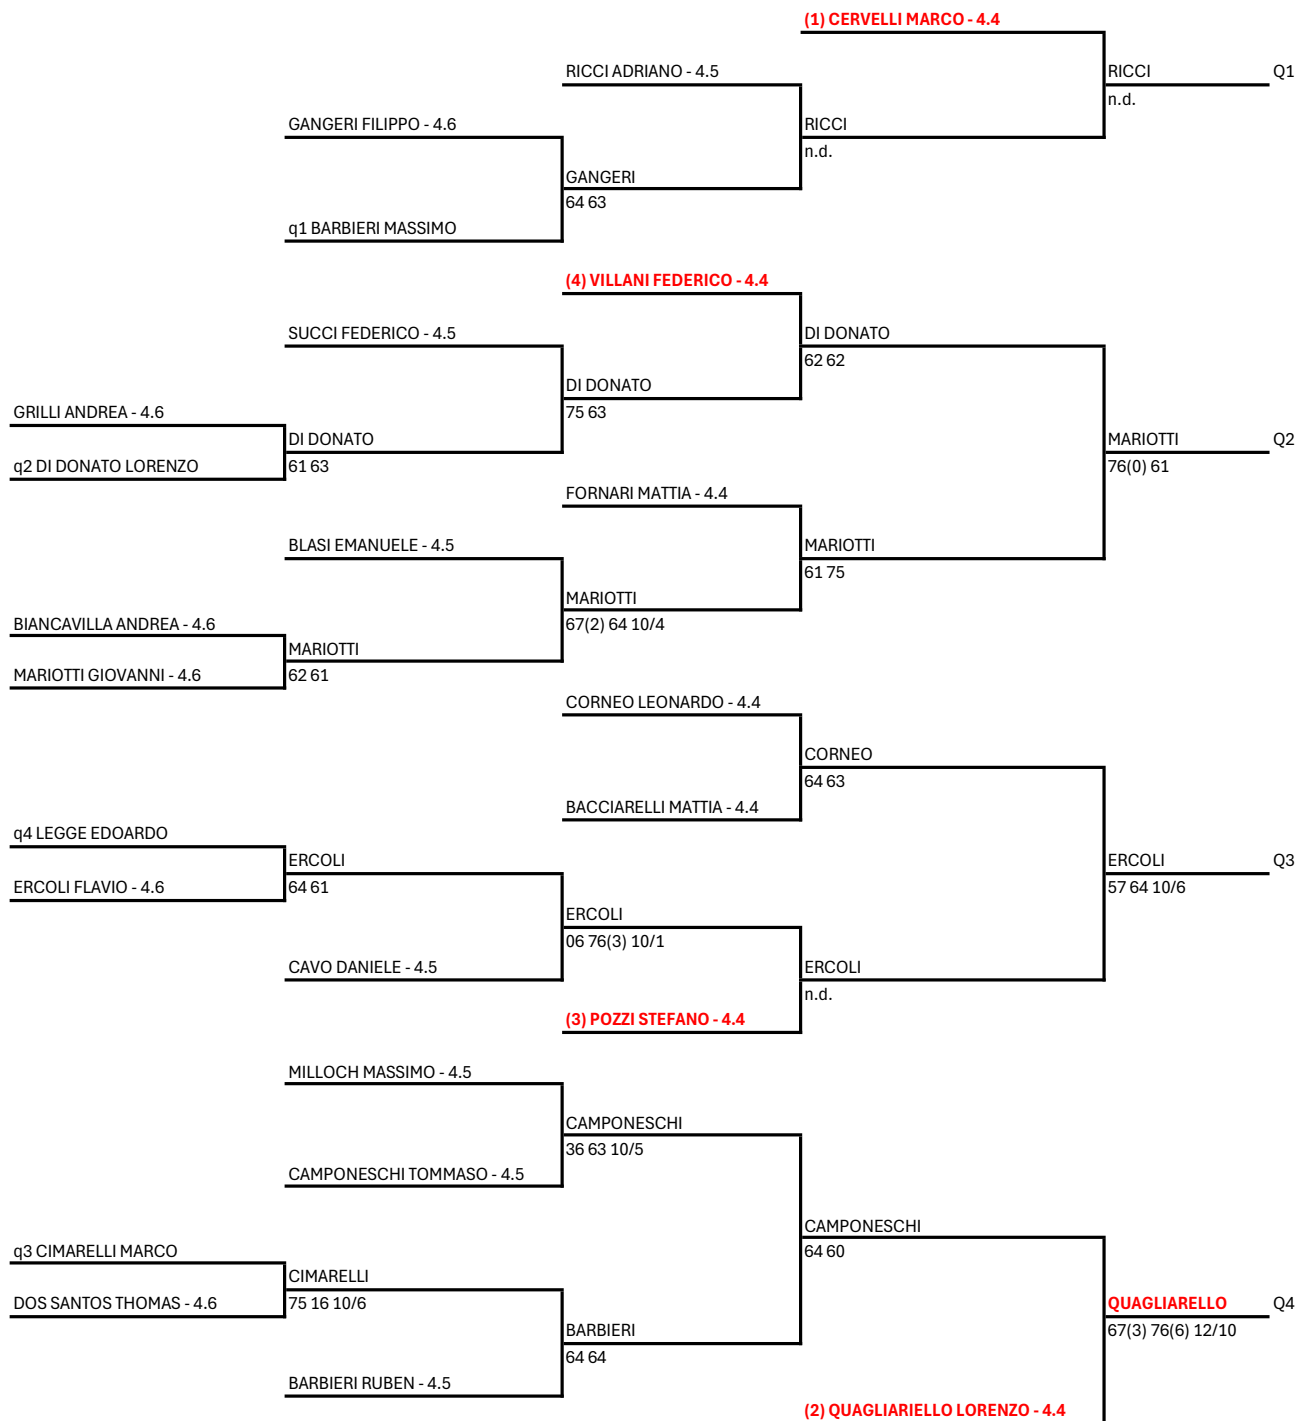 (1) CERVELLI MARCO - 4.4
RICCI ADRIANO - 4.5
RICCI
Q1
n.d.
GANGERI FILIPPO - 4.6
RICCI
n.d.
GANGERI
64 63
q1 BARBIERI MASSIMO
(4) VILLANI FEDERICO - 4.4
SUCCI FEDERICO - 4.5
DI DONATO
62 62
DI DONATO
75 63
GRILLI ANDREA - 4.6
DI DONATO
MARIOTTI
Q2
q2 DI DONATO LORENZO
61 63
76(0) 61
FORNARI MATTIA - 4.4
BLASI EMANUELE - 4.5
MARIOTTI
61 75
MARIOTTI
67(2) 64 10/4
BIANCAVILLA ANDREA - 4.6
MARIOTTI
MARIOTTI GIOVANNI - 4.6
62 61
CORNEO LEONARDO - 4.4
CORNEO
64 63
BACCIARELLI MATTIA - 4.4
q4 LEGGE EDOARDO
ERCOLI
ERCOLI
Q3
ERCOLI FLAVIO - 4.6
64 61
57 64 10/6
ERCOLI
06 76(3) 10/1
CAVO DANIELE - 4.5
ERCOLI
n.d.
(3) POZZI STEFANO - 4.4
MILLOCH MASSIMO - 4.5
CAMPONESCHI
36 63 10/5
CAMPONESCHI TOMMASO - 4.5
CAMPONESCHI
64 60
q3 CIMARELLI MARCO
CIMARELLI
DOS SANTOS THOMAS - 4.6
75 16 10/6
QUAGLIARELLO
Q4
67(3) 76(6) 12/10
BARBIERI
64 64
BARBIERI RUBEN - 4.5
(2) QUAGLIARIELLO LORENZO - 4.4